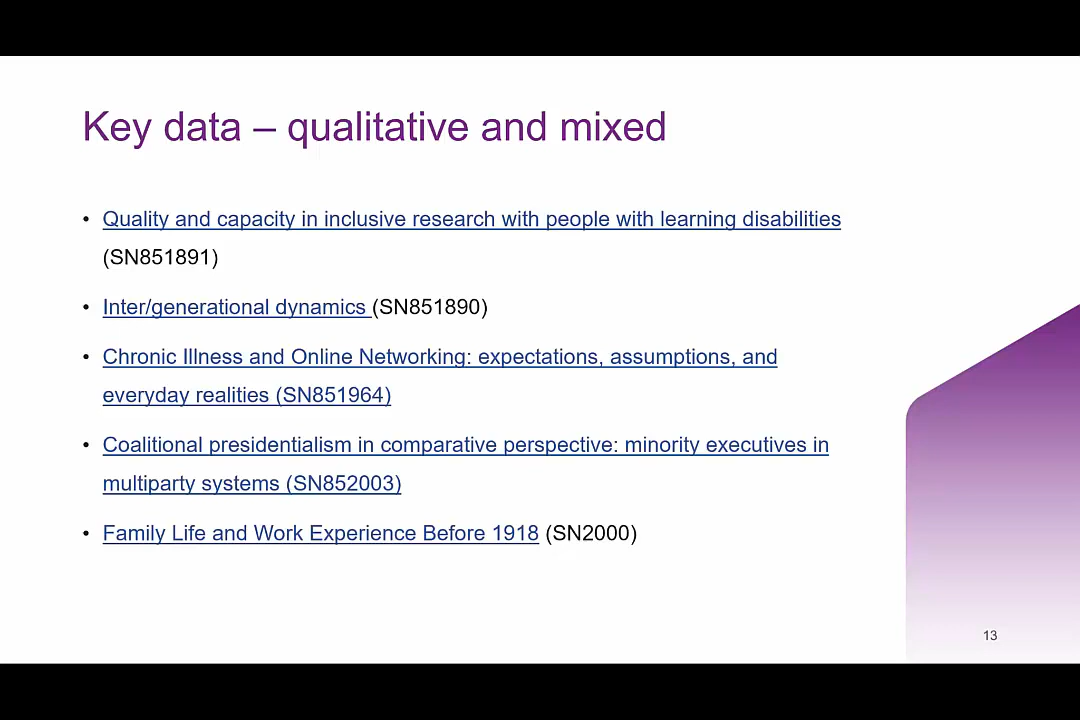 Key data – qualitative and mixed
• Quality and capacity in inclusive research with people with learning disabilities
(SN851891)
• Inter/generational dynamics (SN851890)
• Chronic Illness and Online Networking: expectations, assumptions, and
everyday realities (SN851964)
• Coalitional presidentialism in comparative perspective: minority executives in
multiparty systems (SN852003)
• Family Life and Work Experience Before 1918 (SN2000)
13